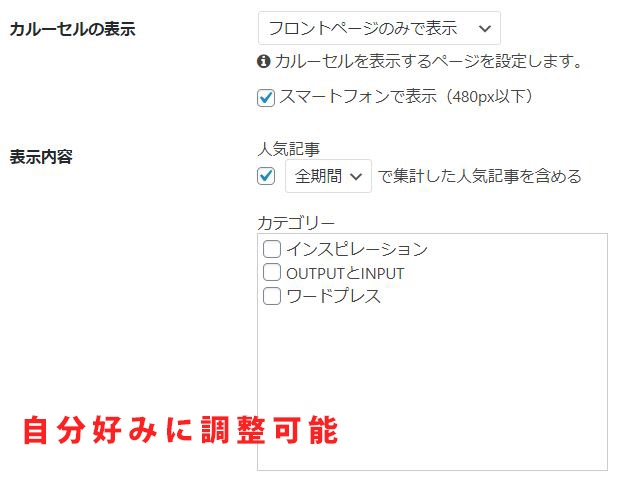 カルーセルの表示
フロントページのみで表示
カルーセルを表示するページを設定します。
スマートフォンで表示（480px以下）
表示内容
人気記事
全期間 で集計した人気記事を含める
カテゴリー
インスピレーション
OUTPUTとINPUT
ワードプレス
自分好みに調整可能